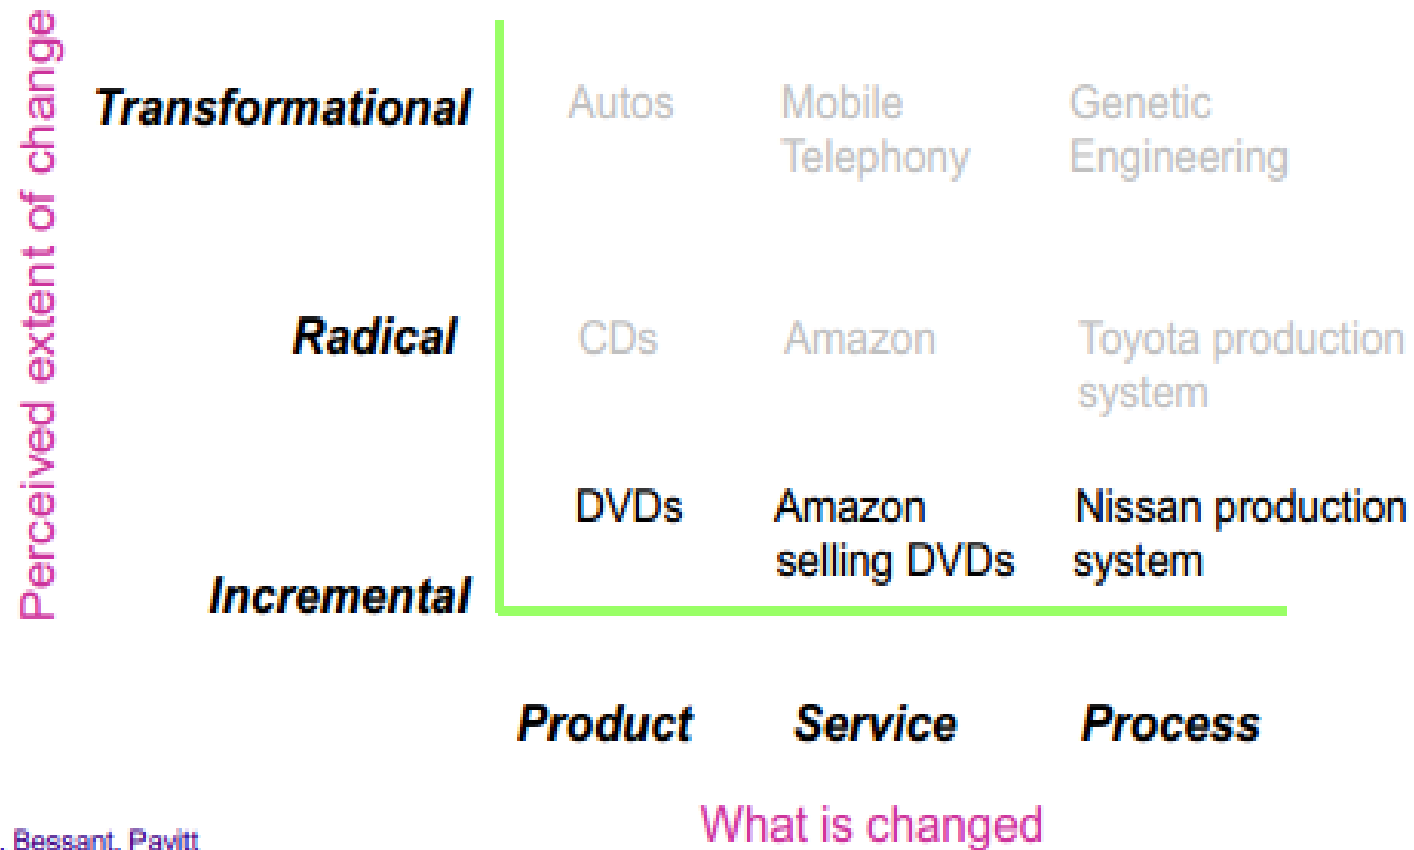 Perceived extent of change
Transformational
Autos
Mobile
Telephony
Genetic
Engineering
Radical
CDs
Amazon
Toyota production
system
Incremental
DVDs
Amazon
selling DVDs
Nissan production
system
Product
Service
Process
What is changed
. Bessant, Pavitt